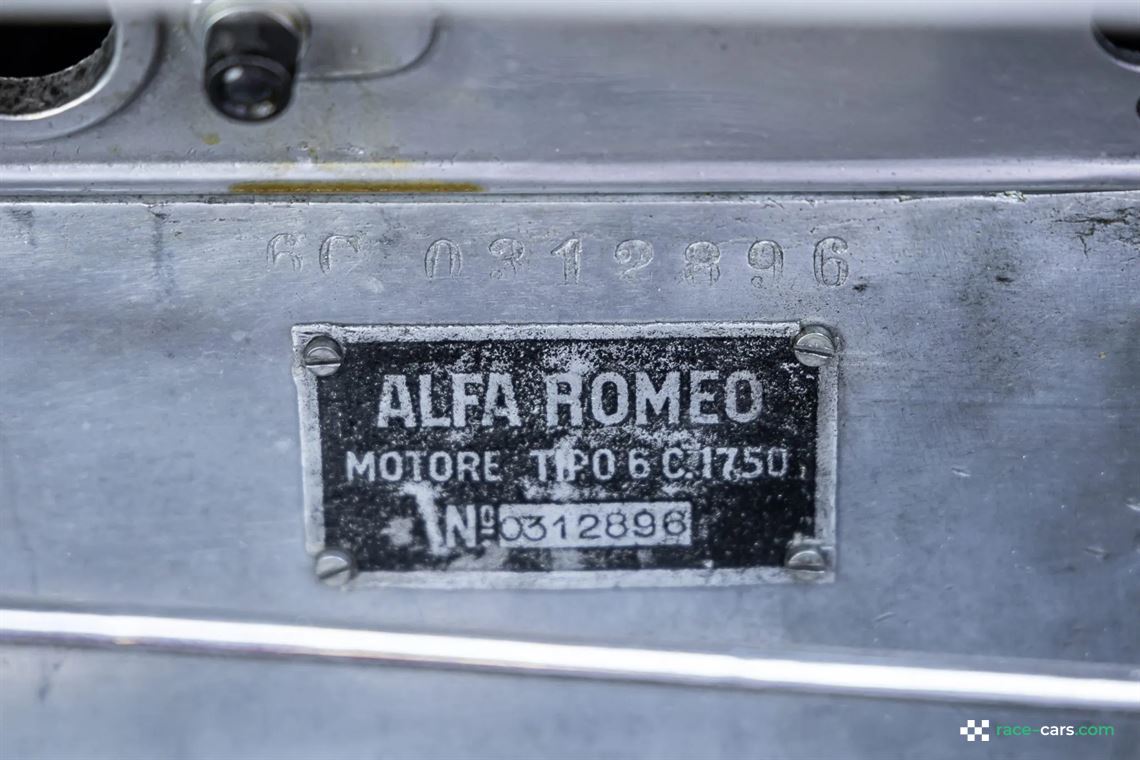 6C 0312896
ALFA ROMEO
MOTORE TIPO 6 C.1750
Nº 0312896
race-cars.com